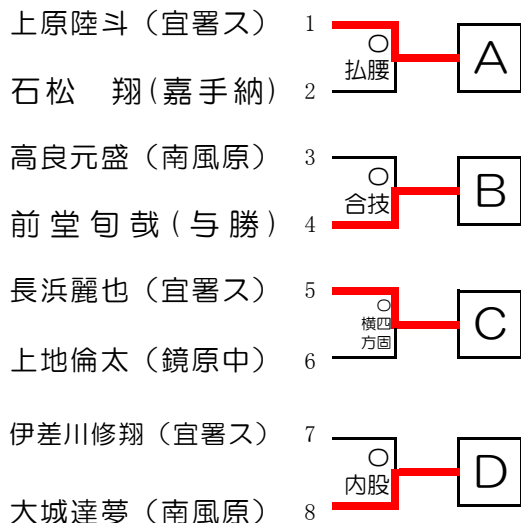 上原陸斗（宜署ス） 1
〇
払腰
A
石松　翔(嘉手納) 2
高良元盛（南風原） 3
〇
合技
B
前堂旬哉(与勝) 4
長浜麗也（宜署ス） 5
〇
横四
方固
C
上地倫太（鏡原中） 6
伊差川修翔（宜署ス） 7
〇
内股
D
大城達夢（南風原） 8